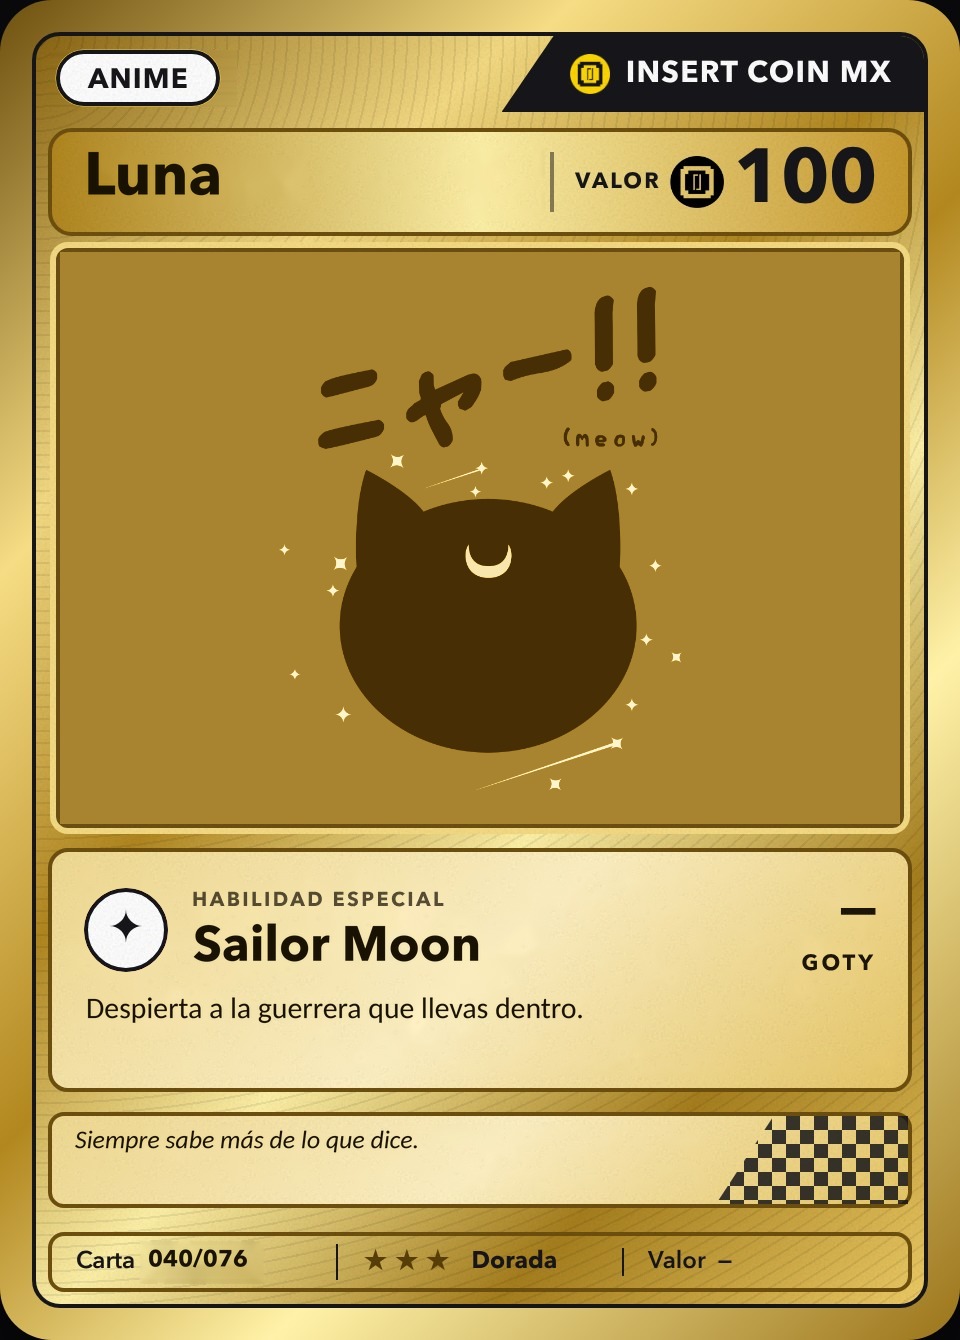 ANIME
INSERT COIN MX
Luna
VALOR 100
ニャー!!
(meow)
HABILIDAD ESPECIAL
Sailor Moon
–
GOTY
Despierta a la guerrera que llevas dentro.
Siempre sabe más de lo que dice.
Carta 040/076 ★★★ Dorada Valor –